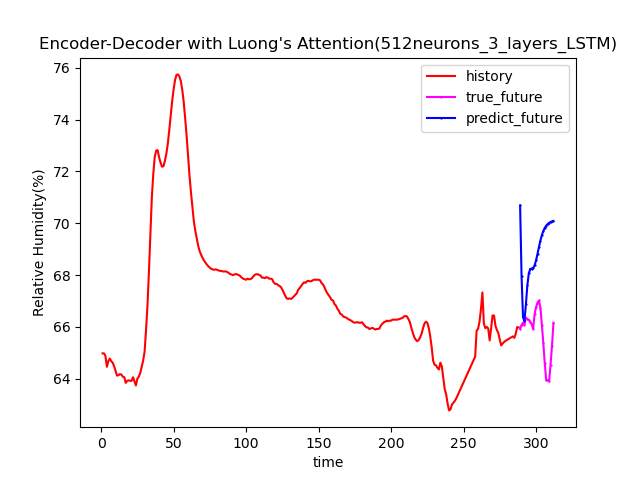 Encoder-Decoder with Luong's Attention(512neurons_3_layers_LSTM)
history
true_future
predict_future
Relative Humidity(%)
76
74
72
70
68
66
64
0 50 100 150 200 250 300
time